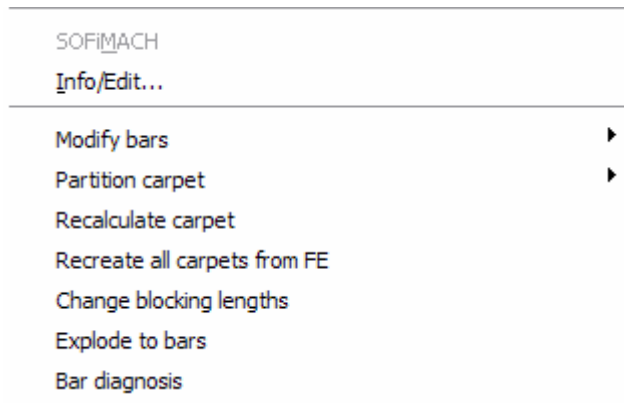 SOFiMACH
Info/Edit...
Modify bars
Partition carpet
Recalculate carpet
Recreate all carpets from FE
Change blocking lengths
Explode to bars
Bar diagnosis